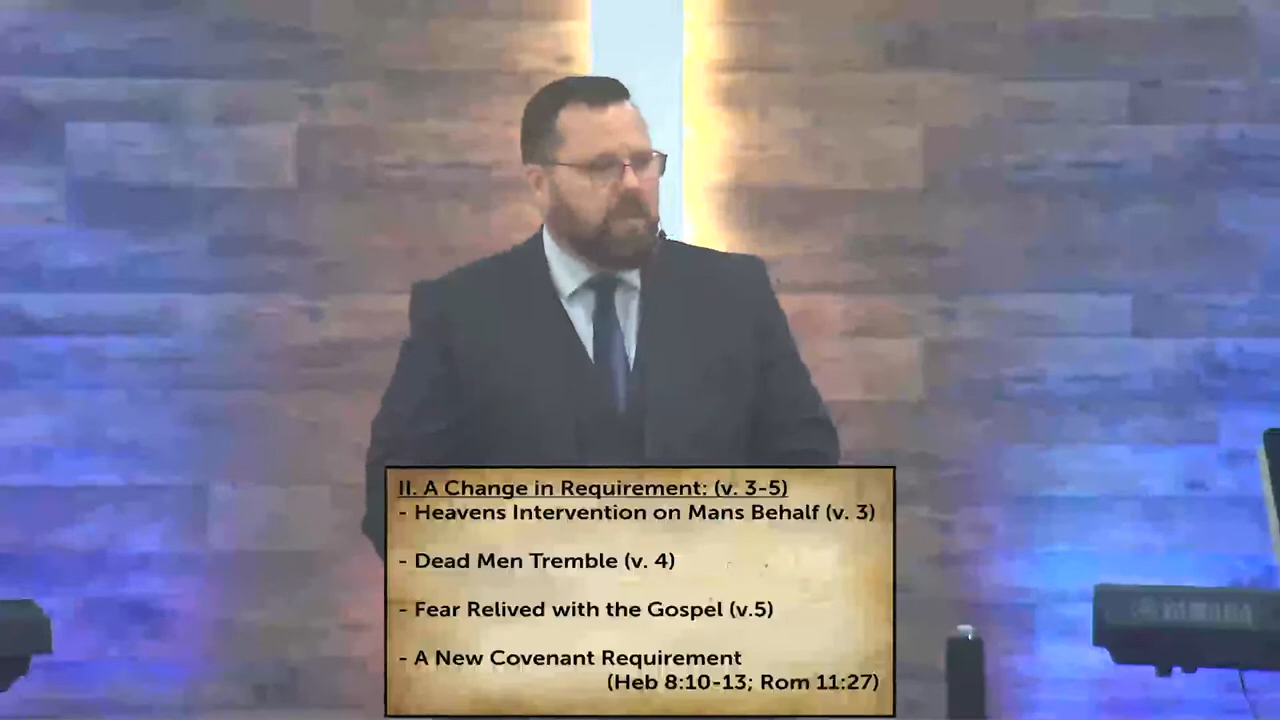 II. A Change in Requirement: (v. 3-5)
- Heavens Intervention on Mans Behalf (v. 3)
- Dead Men Tremble (v. 4)
- Fear Relived with the Gospel (v.5)
- A New Covenant Requirement
(Heb 8:10-13; Rom 11:27)
YAMAHA